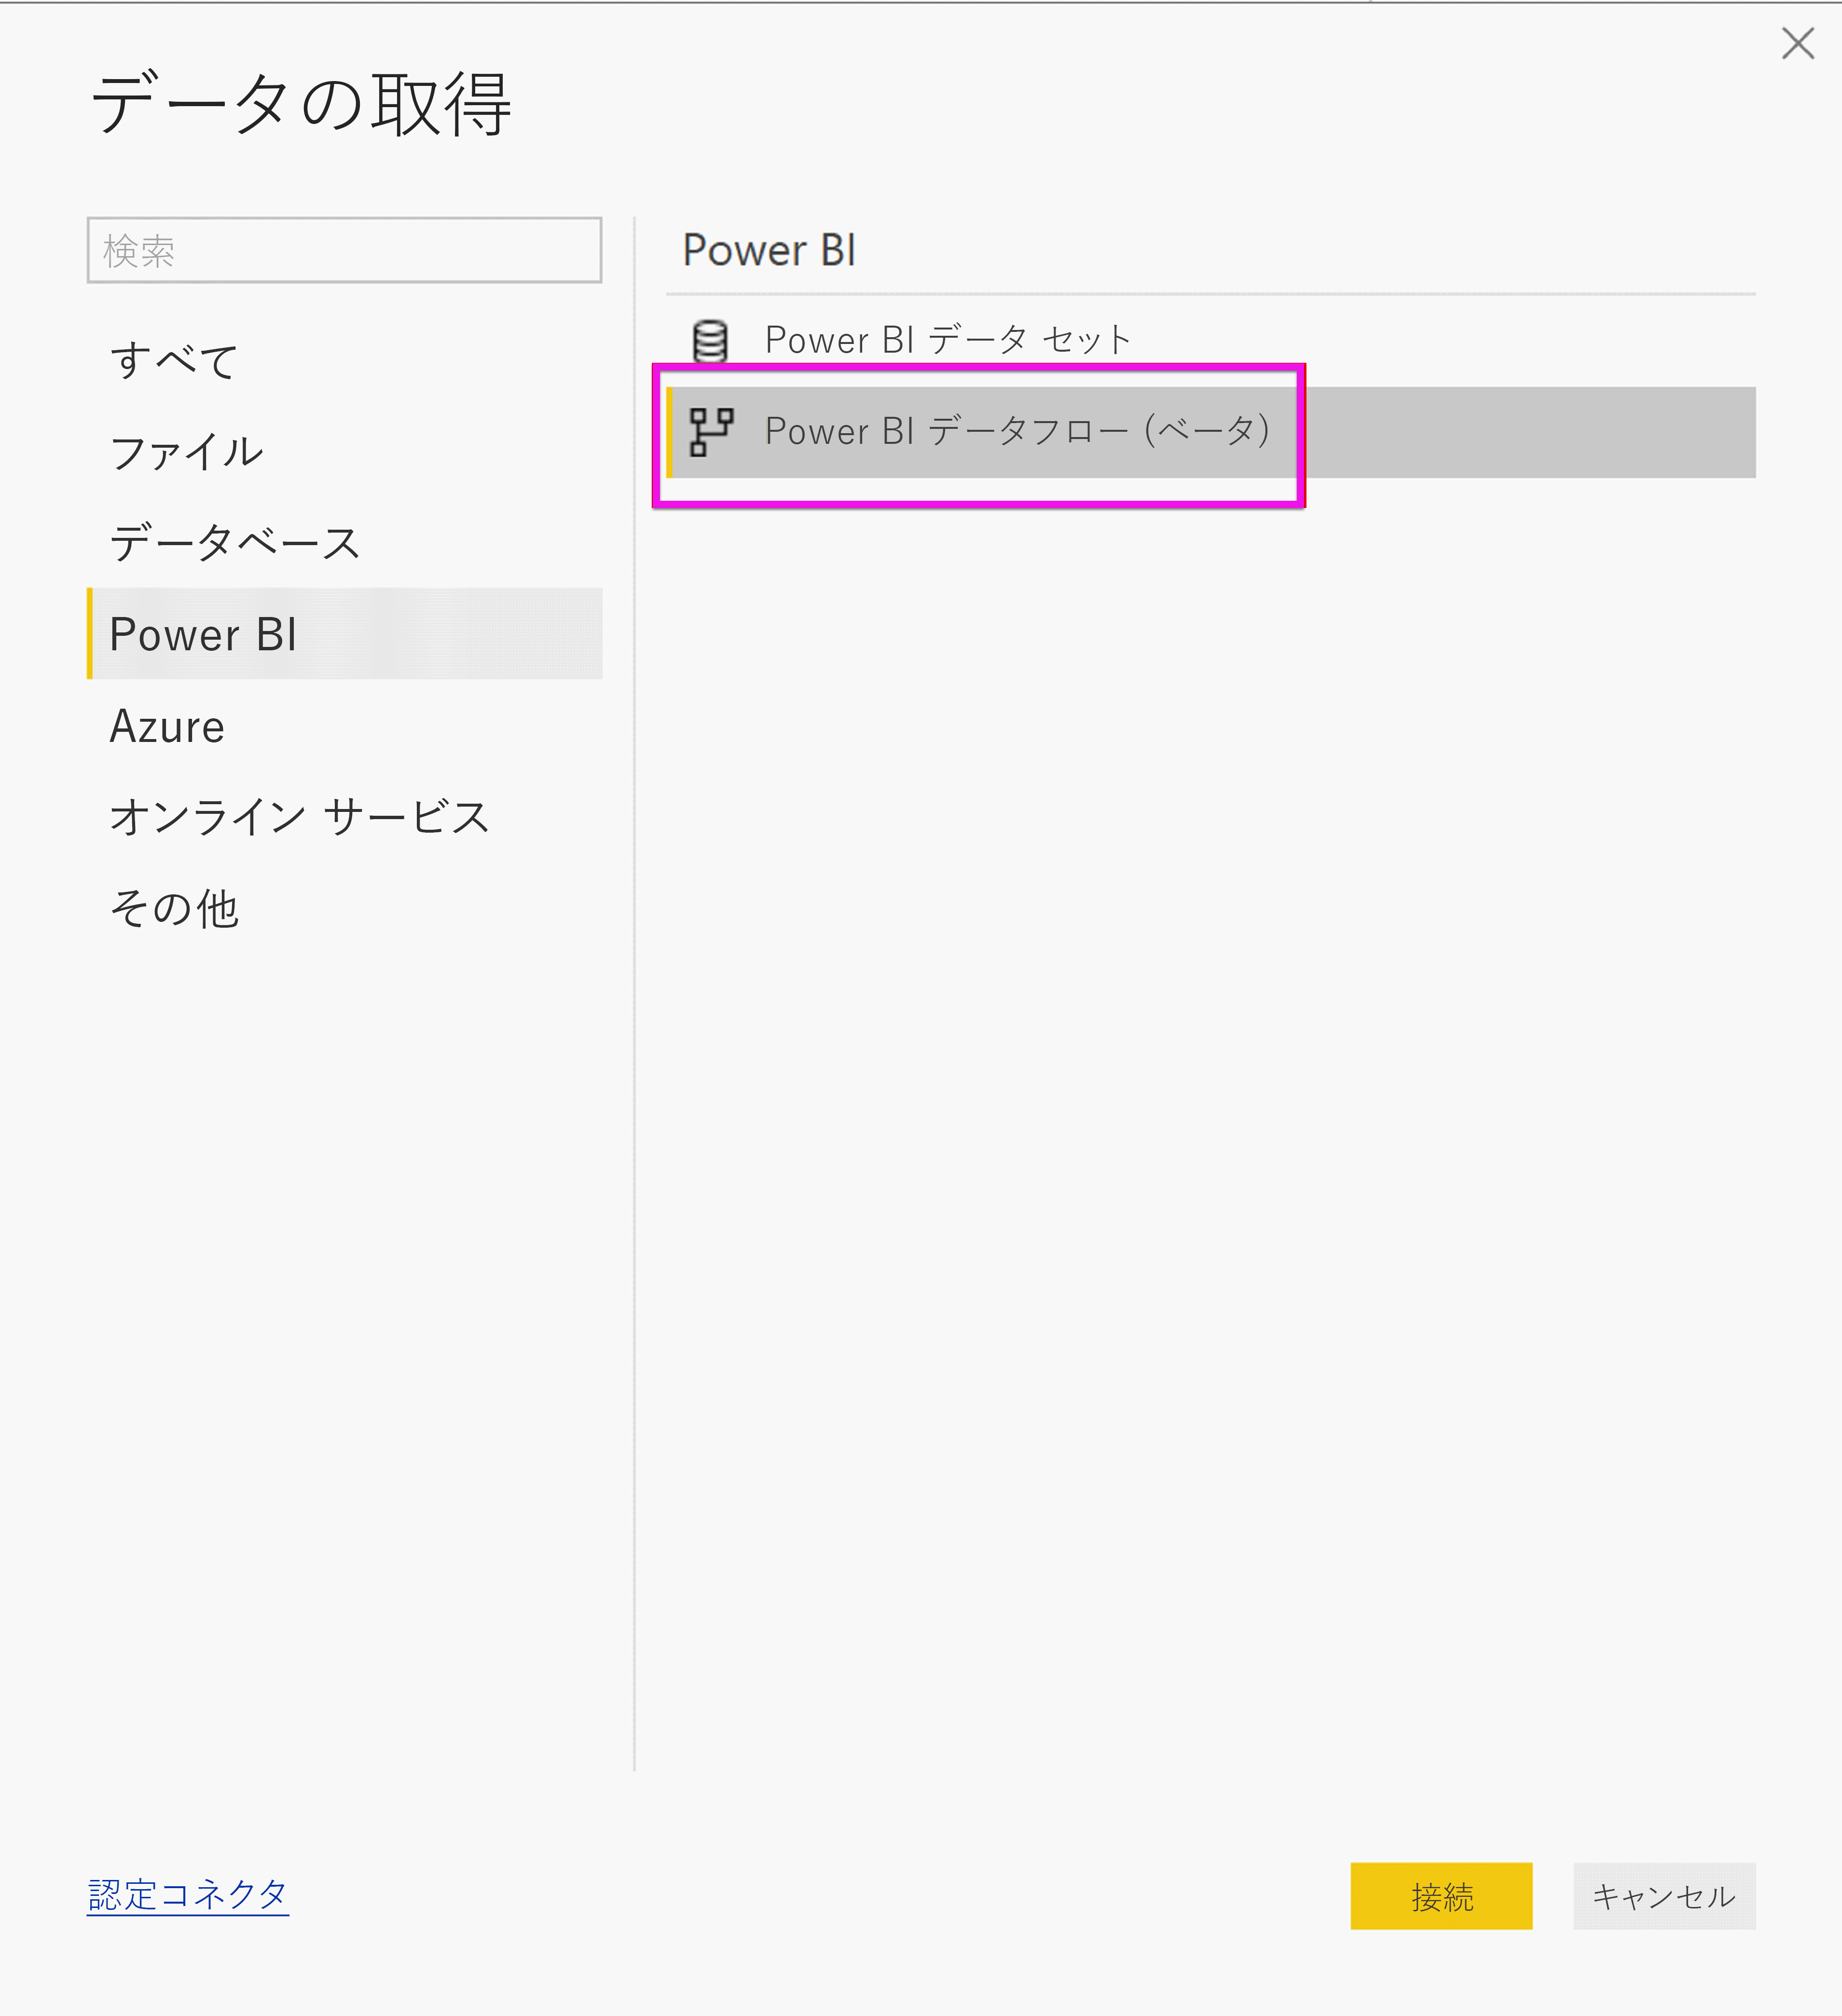 データの取得
検索
すべて
ファイル
データベース
Power BI
Azure
オンライン サービス
その他
Power BI
Power BI データ セット
Power BI データフロー (ベータ)
認定コネクタ
接続
キャンセル